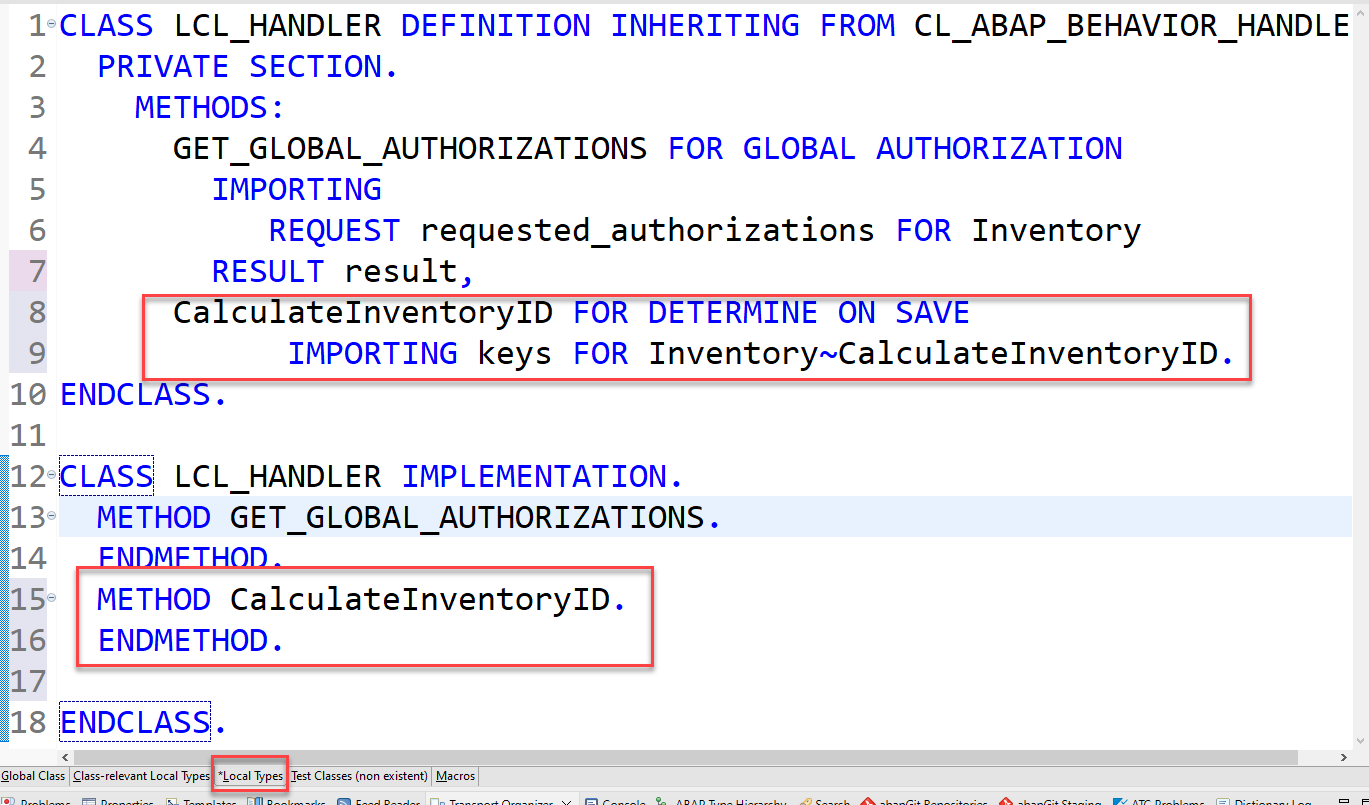 1 CLASS LCL_HANDLER DEFINITION INHERITING FROM CL_ABAP_BEHAVIOR_HANDLE
2 PRIVATE SECTION.
3 METHODS:
4 GET_GLOBAL_AUTHORIZATIONS FOR GLOBAL AUTHORIZATION
5 IMPORTING
6 REQUEST requested_authorizations FOR Inventory
7 RESULT result,
8 CalculateInventoryID FOR DETERMINE ON SAVE
9 IMPORTING keys FOR Inventory~CalculateInventoryID.
10 ENDCLASS.
11
12 CLASS LCL_HANDLER IMPLEMENTATION.
13 METHOD GET_GLOBAL_AUTHORIZATIONS.
14 ENDMETHOD.
15 METHOD CalculateInventoryID.
16 ENDMETHOD.
17
18 ENDCLASS.
Global Class Class-relevant Local Types *Local Types Test Classes (non existent) Macros
Problems Properties Templates Bookmarks Feed Reader Transport Organizer Console ABAP Type Hierarchy Search abapGit Repositories abapGit Staging ATC Problems Dictionary Log